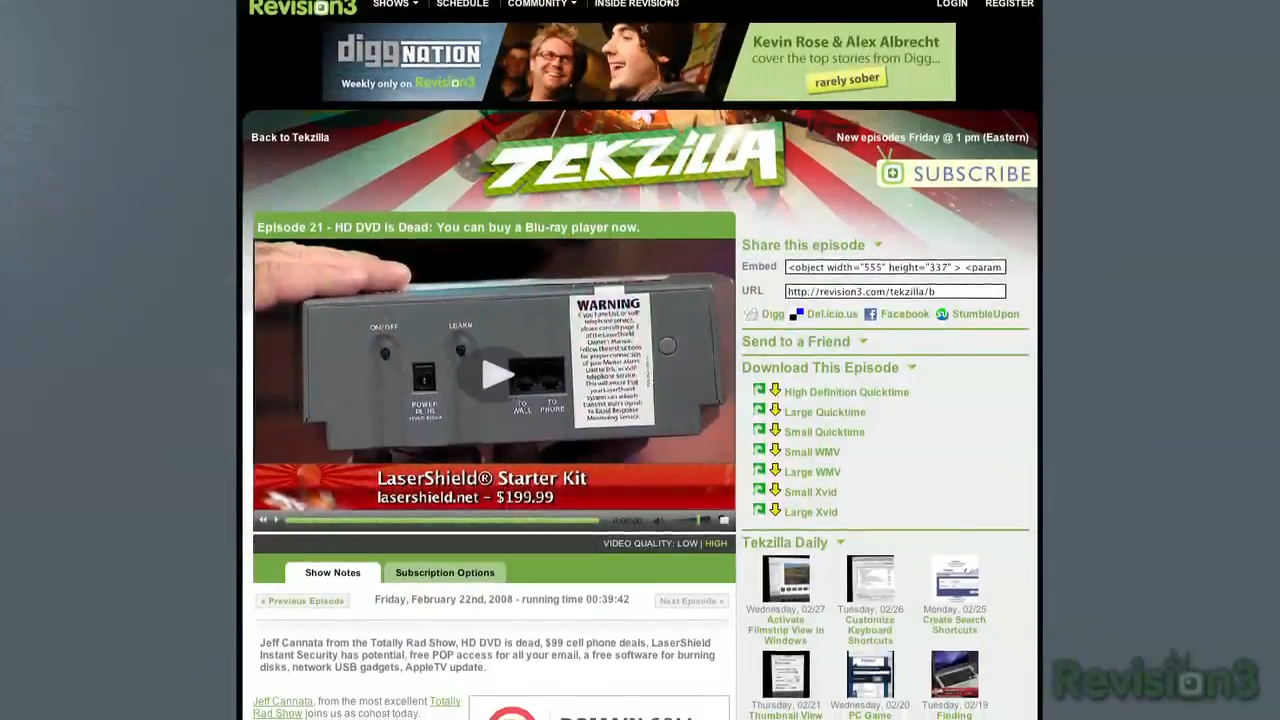 Revision3 SHOWS SCHEDULE COMMUNITY INSIDE REVISION3 LOGIN REGISTER
digg NATION
Weekly only on Revision3
Kevin Rose & Alex Albrecht
cover the top stories from Digg...
rarely sober
Back to Tekzilla
TEKZILLA
New episodes Friday @ 1 pm (Eastern)
SUBSCRIBE
Episode 21 - HD DVD Is Dead: You can buy a Blu-ray player now.
WARNING
ON/OFF
LEARN
POWER
PLUG
TO
WALL
TO
PHONE
LaserShield® Starter Kit
lasershield.net - $199.99
0:00:00
VIDEO QUALITY: LOW | HIGH
Share this episode
Embed <object width="555" height="337" > <param
URL http://revision3.com/tekzilla/b
Digg Del.icio.us Facebook StumbleUpon
Send to a Friend
Download This Episode
High Definition Quicktime
Large Quicktime
Small Quicktime
Small WMV
Large WMV
Small Xvid
Large Xvid
Tekzilla Daily
Wednesday, 02/27
Activate
Filmstrip View in
Windows
Tuesday, 02/26
Customize
Keyboard
Shortcuts
Monday, 02/25
Create Search
Shortcuts
Thursday, 02/21
Thumbnail View
Wednesday, 02/20
PC Game
Tuesday, 02/19
Finding
Show Notes
Subscription Options
« Previous Episode
Friday, February 22nd, 2008 - running time 00:39:42
Next Episode »
Jeff Cannata from the Totally Rad Show, HD DVD is dead, $99 cell phone deals, LaserShield
Instant Security has potential, free POP access for all your email, a free software for burning
disks, network USB gadgets, AppleTV update.
Jeff Cannata, from the most excellent Totally
Rad Show joins us as cohost today.
Revision3